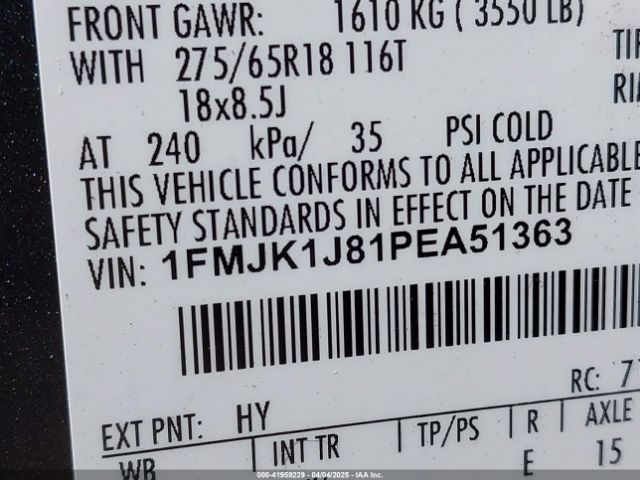 FRONT GAWR: 1610 KG ( 3550 LB)
WITH 275/65R18 116T
18x8.5J
AT 240 kPa/ 35 PSI COLD
THIS VEHICLE CONFORMS TO ALL APPLICABLE
SAFETY STANDARDS IN EFFECT ON THE DATE
VIN: 1FMJK1J81PEA51363
RC: 7
EXT PNT: HY
WB INT TR TP/PS R AXLE
E 15
000-41959229 - 04/04/2025 - IAA Inc.